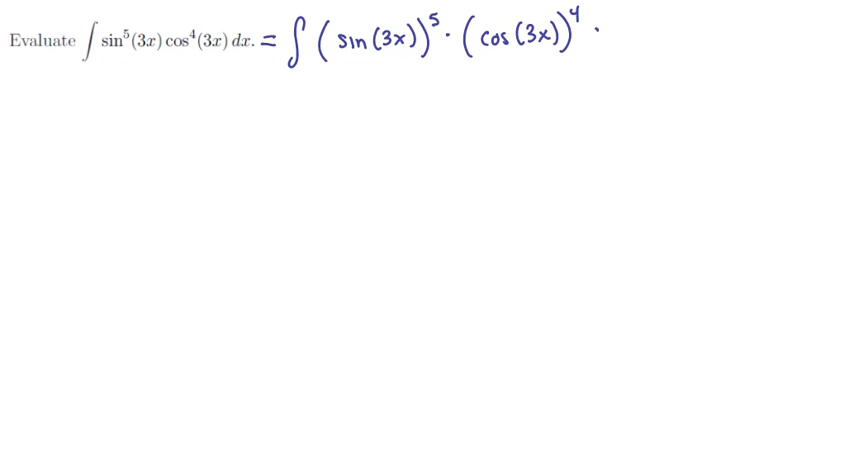 Evaluate ∫ sin⁵(3x) cos⁴(3x) dx. = ∫ (sin(3x))⁵ · (cos(3x))⁴ ·